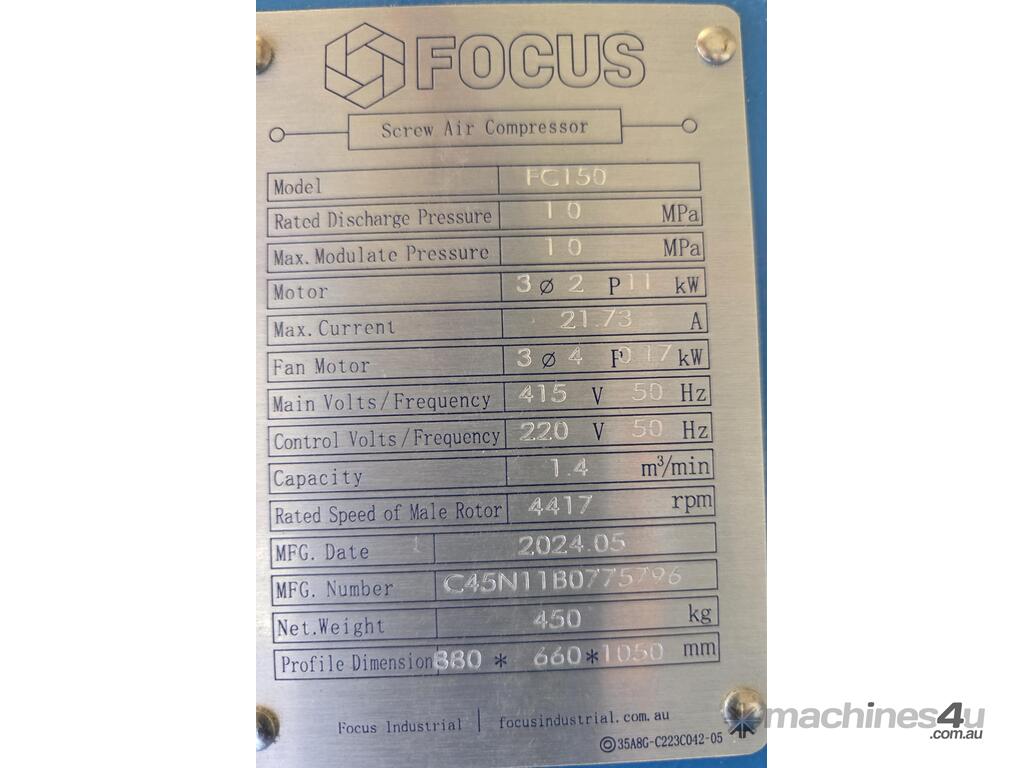 FOCUS
Screw Air Compressor
Model FC150
Rated Discharge Pressure 1 0 MPa
Max. Modulate Pressure 1 0 MPa
Motor 3 ø 2 P 11 kW
Max. Current 21.73 A
Fan Motor 3 ø 4 P 0.17 kW
Main Volts/Frequency 415 V 50 Hz
Control Volts/Frequency 220 V 50 Hz
Capacity 1.4 m³/min
Rated Speed of Male Rotor 4417 rpm
MFG. Date 2024.05
MFG. Number C45N11B0775796
Net.Weight 450 kg
Profile Dimension 880 * 660 * 1050 mm
Focus Industrial | focusindustrial.com.au
©35A8G-C223C042-05
machines4u
.com.au